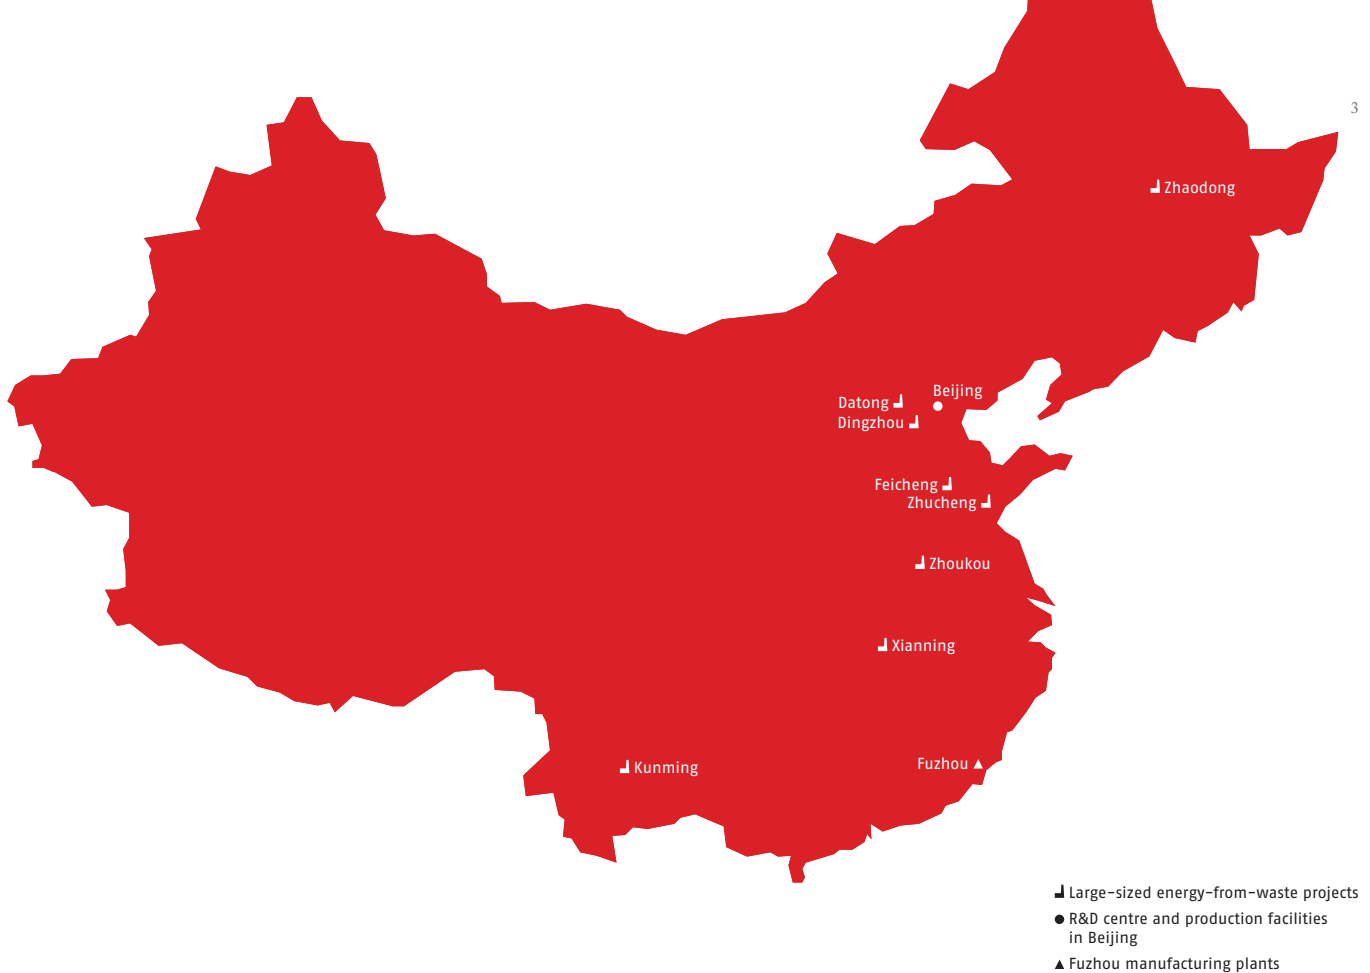 3
Zhaodong
Beijing
Datong
Dingzhou
Feicheng
Zhucheng
Zhoukou
Xianning
Fuzhou
Kunming
Large-sized energy-from-waste projects
R&D centre and production facilities
in Beijing
Fuzhou manufacturing plants